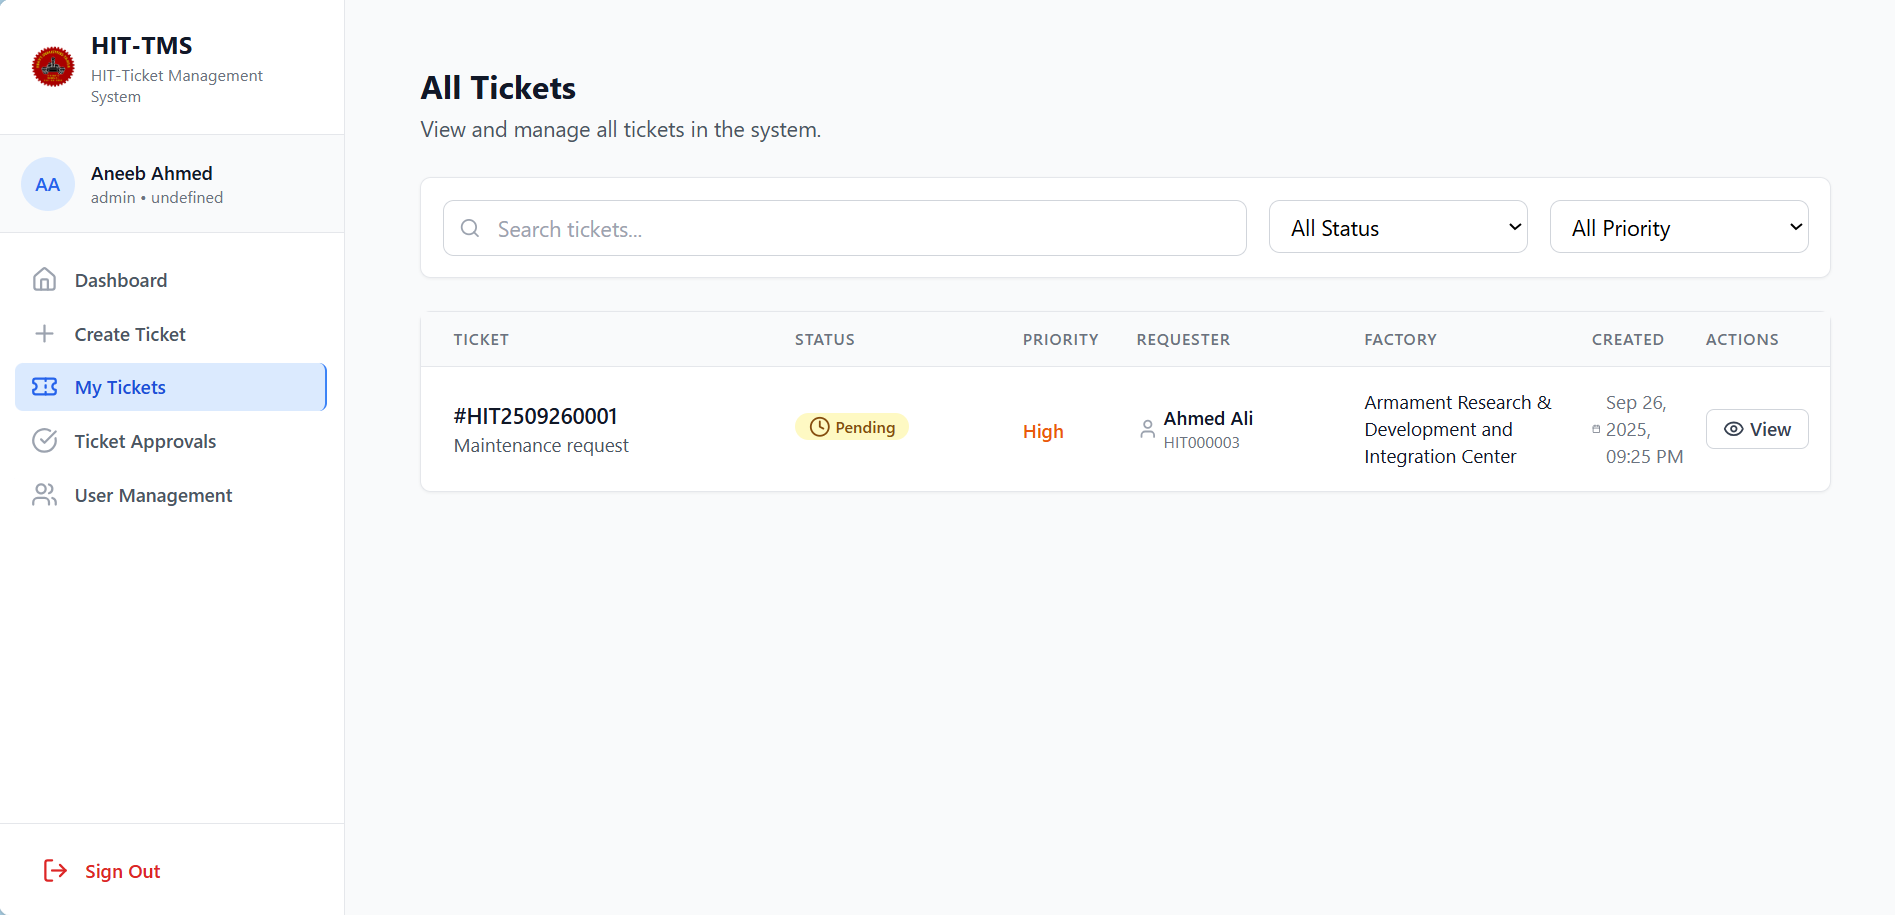 HIT-TMS
HIT-Ticket Management
System
AA
Aneeb Ahmed
admin • undefined
Dashboard
Create Ticket
My Tickets
Ticket Approvals
User Management
Sign Out
All Tickets
View and manage all tickets in the system.
Search tickets...
All Status
All Priority
TICKET STATUS PRIORITY REQUESTER FACTORY CREATED ACTIONS
#HIT2509260001
Maintenance request
Pending
High
Ahmed Ali
HIT000003
Armament Research &
Development and
Integration Center
Sep 26,
2025,
09:25 PM
View